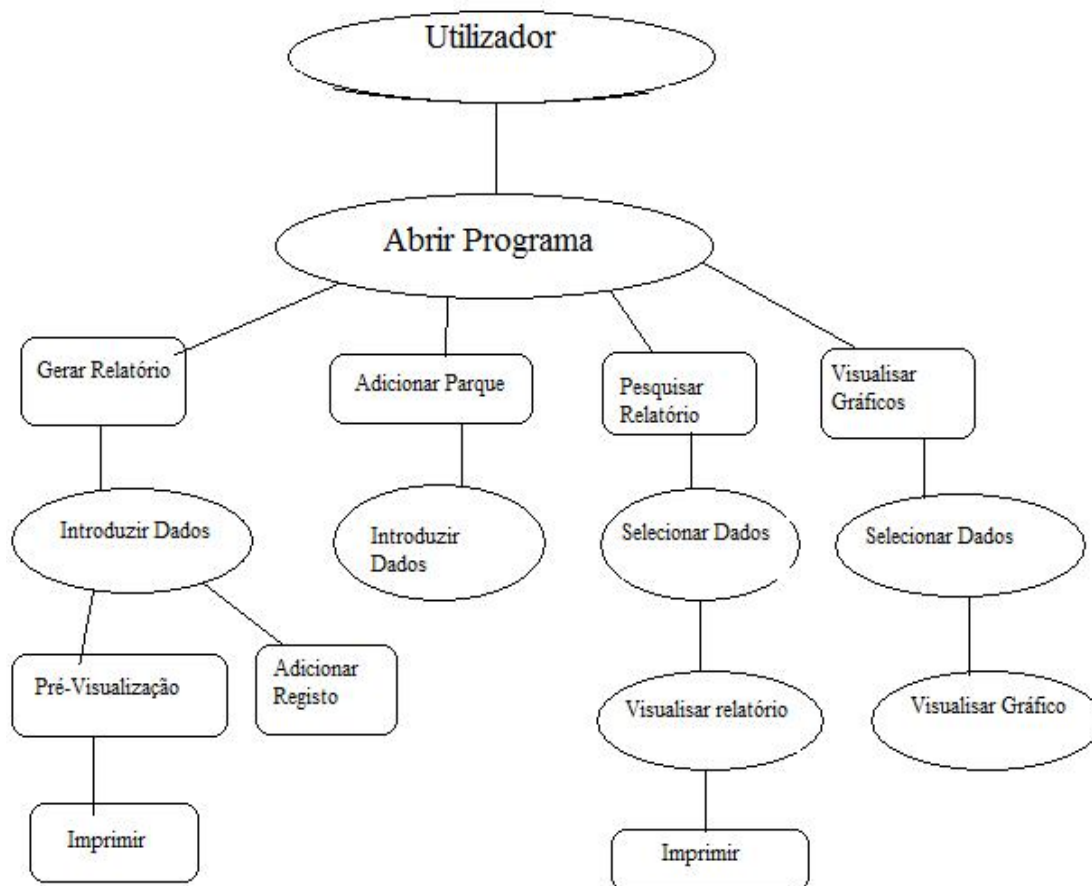 Utilizador
Abrir Programa
Gerar Relatório
Adicionar Parque
Pesquisar
Relatório
Visualisar
Gráficos
Introduzir Dados
Introduzir
Dados
Selecionar Dados
Selecionar Dados
Pré-Visualização
Adicionar
Registo
Visualisar relatório
Visualisar Gráfico
Imprimir
Imprimir